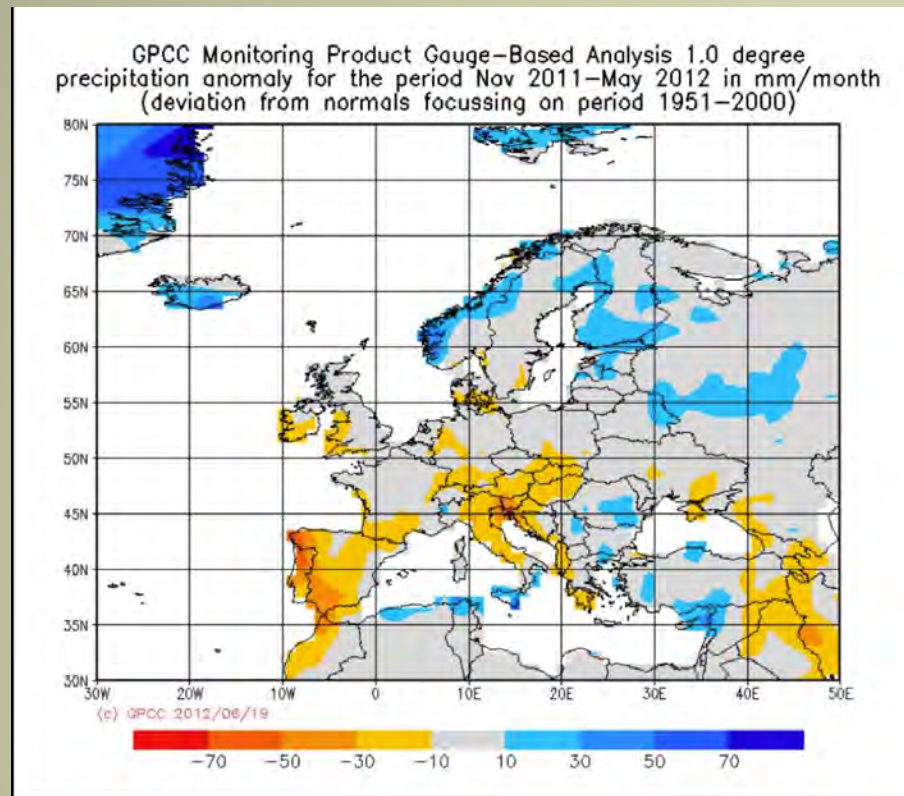 GPCC Monitoring Product Gauge-Based Analysis 1.0 degree
precipitation anomaly for the period Nov 2011-May 2012 in mm/month
(deviation from normals focussing on period 1951-2000)
80N
75N
70N
65N
60N
55N
50N
45N
40N
35N
30N
30W 20W 10W 0 10E 20E 30E 40E 50E
(c) GPCC 2012/06/19
-70 -50 -30 -10 10 30 50 70